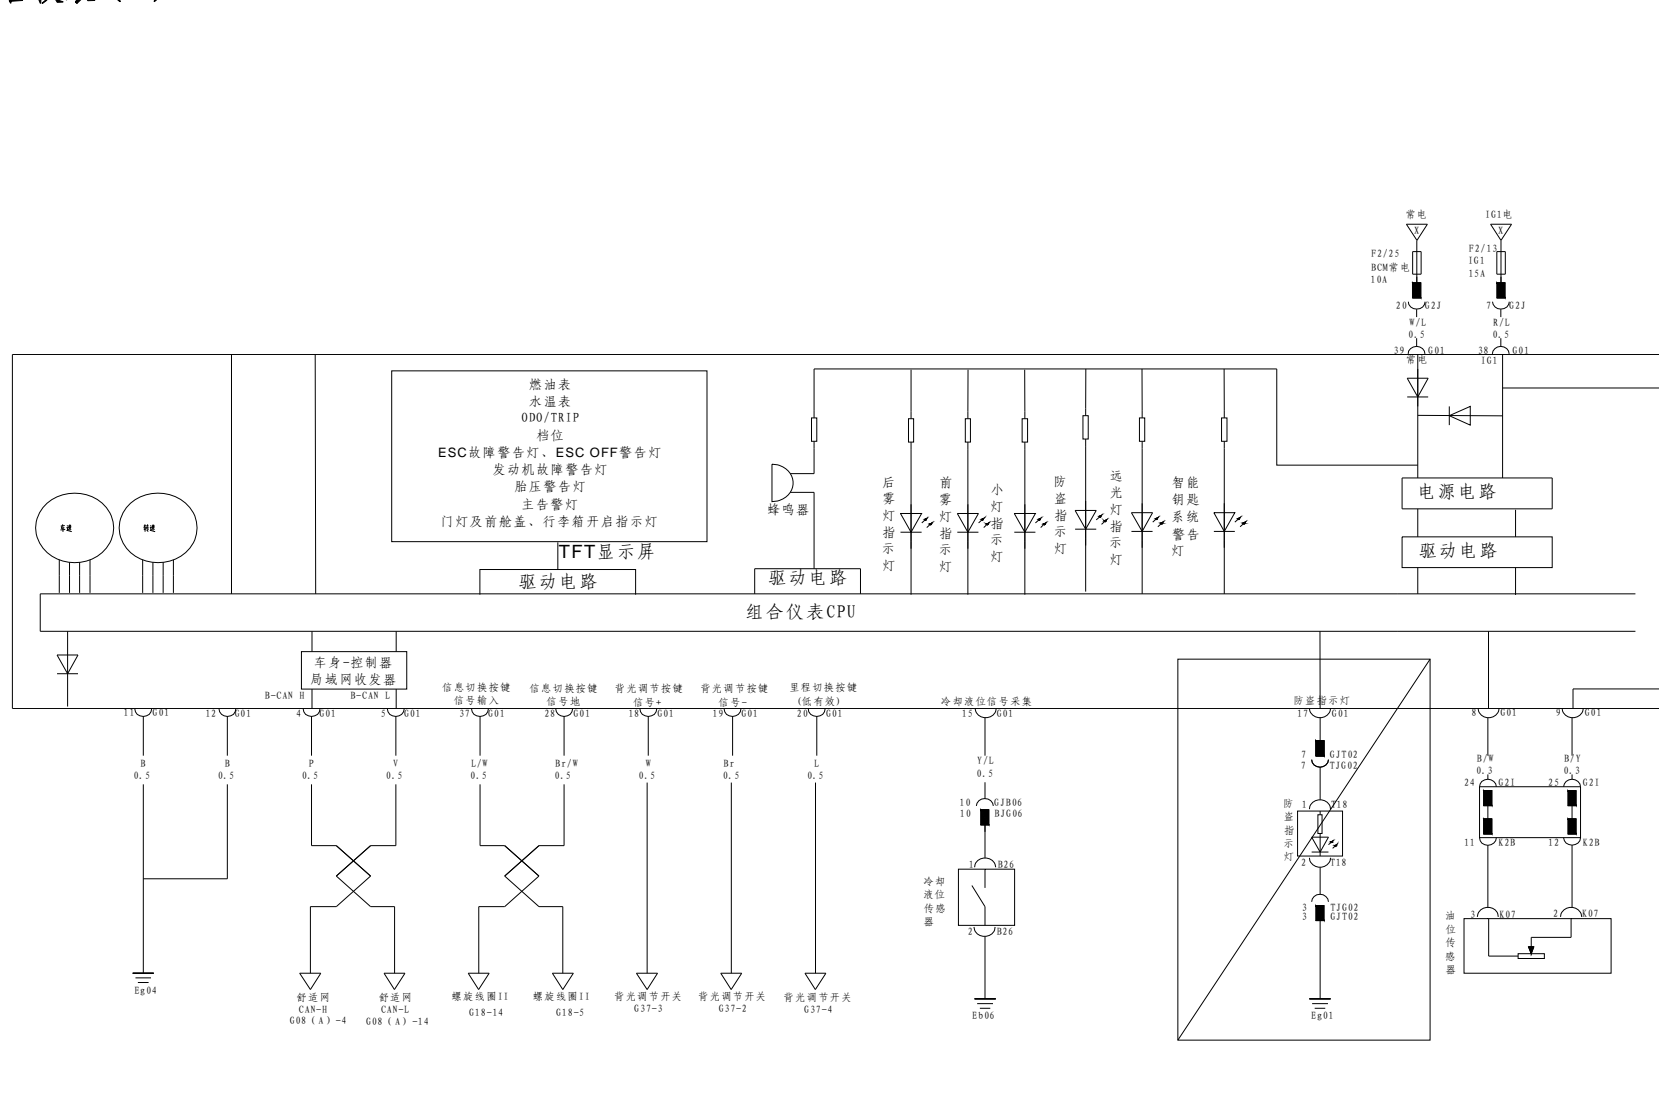 常电
IG1电
X
X
F2/25
BCM常电
10A
F2/13
IG1
15A
20
G2J
7
G2J
W/L
0.5
R/L
0.5
39
G01
38
G01
常电
IG1
燃油表
水温表
ODO/TRIP
档位
ESC故障警告灯、ESC OFF警告灯
发动机故障警告灯
胎压警告灯
主告警灯
门灯及前舱盖、行李箱开启指示灯
TFT显示屏
驱动电路
蜂鸣器
驱动电路
后雾灯指示灯
前雾灯指示灯
小灯指示灯
防盗指示灯
远光灯指示灯
智能钥匙系统警告灯
电源电路
驱动电路
车速
转速
组合仪表CPU
车身-控制器
局域网收发器
B-CAN H
B-CAN L
信息切换按键
信号输入
信息切换按键
信号地
背光调节按键
信号+
背光调节按键
信号-
里程切换按键
(低有效)
冷却液位信号采集
防盗指示灯
11
G01
12
G01
4
G01
5
G01
37
G01
28
G01
18
G01
19
G01
20
G01
15
G01
17
G01
8
G01
9
G01
B
0.5
B
0.5
P
0.5
V
0.5
L/W
0.5
Br/W
0.5
W
0.5
Br
0.5
L
0.5
Y/L
0.5
B/W
0.3
B/Y
0.3
7
GJT02
7
TJG02
24
G2I
25
G2I
10
GJB06
10
BJG06
防盗指示灯
1
T18
2
T18
11
K2B
12
K2B
冷却
液位
传感
器
1
B26
2
B26
3
TJG02
3
GJT02
油位传感器
3
K07
2
K07
Eg04
舒适网
CAN-H
G08(A)-4
舒适网
CAN-L
G08(A)-14
螺旋线圈II
G18-14
螺旋线圈II
G18-5
背光调节开关
G37-3
背光调节开关
G37-2
背光调节开关
G37-4
Eb06
Eg01